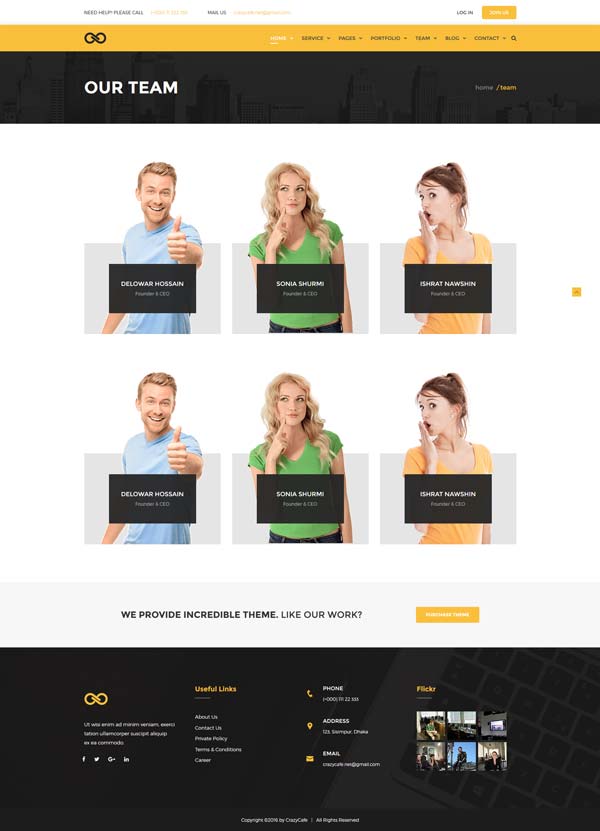 NEED HELP? PLEASE CALL (+000) 11 22 333 MAIL US crazycafe.net@gmail.com LOG IN JOIN US
HOME SERVICE PAGES PORTFOLIO TEAM BLOG CONTACT
OUR TEAM
home / team
DELOWAR HOSSAIN
Founder & CEO
SONIA SHURMI
Founder & CEO
ISHRAT NAWSHIN
Founder & CEO
DELOWAR HOSSAIN
Founder & CEO
SONIA SHURMI
Founder & CEO
ISHRAT NAWSHIN
Founder & CEO
WE PROVIDE INCREDIBLE THEME. LIKE OUR WORK?
PURCHASE THEME
Ut wisi enim ad minim veniam, exerci
tation ullamcorper suscipit aliquip
ex ea commodo.
Useful Links
About Us
Contact Us
Private Policy
Terms & Conditions
Career
PHONE
(+000) 111 22 333
ADDRESS
123, Sisimpur, Dhaka
EMAIL
crazycafe.net@gmail.com
Flickr
Copyright ©2016 by CrazyCafe | All Rights Reserved